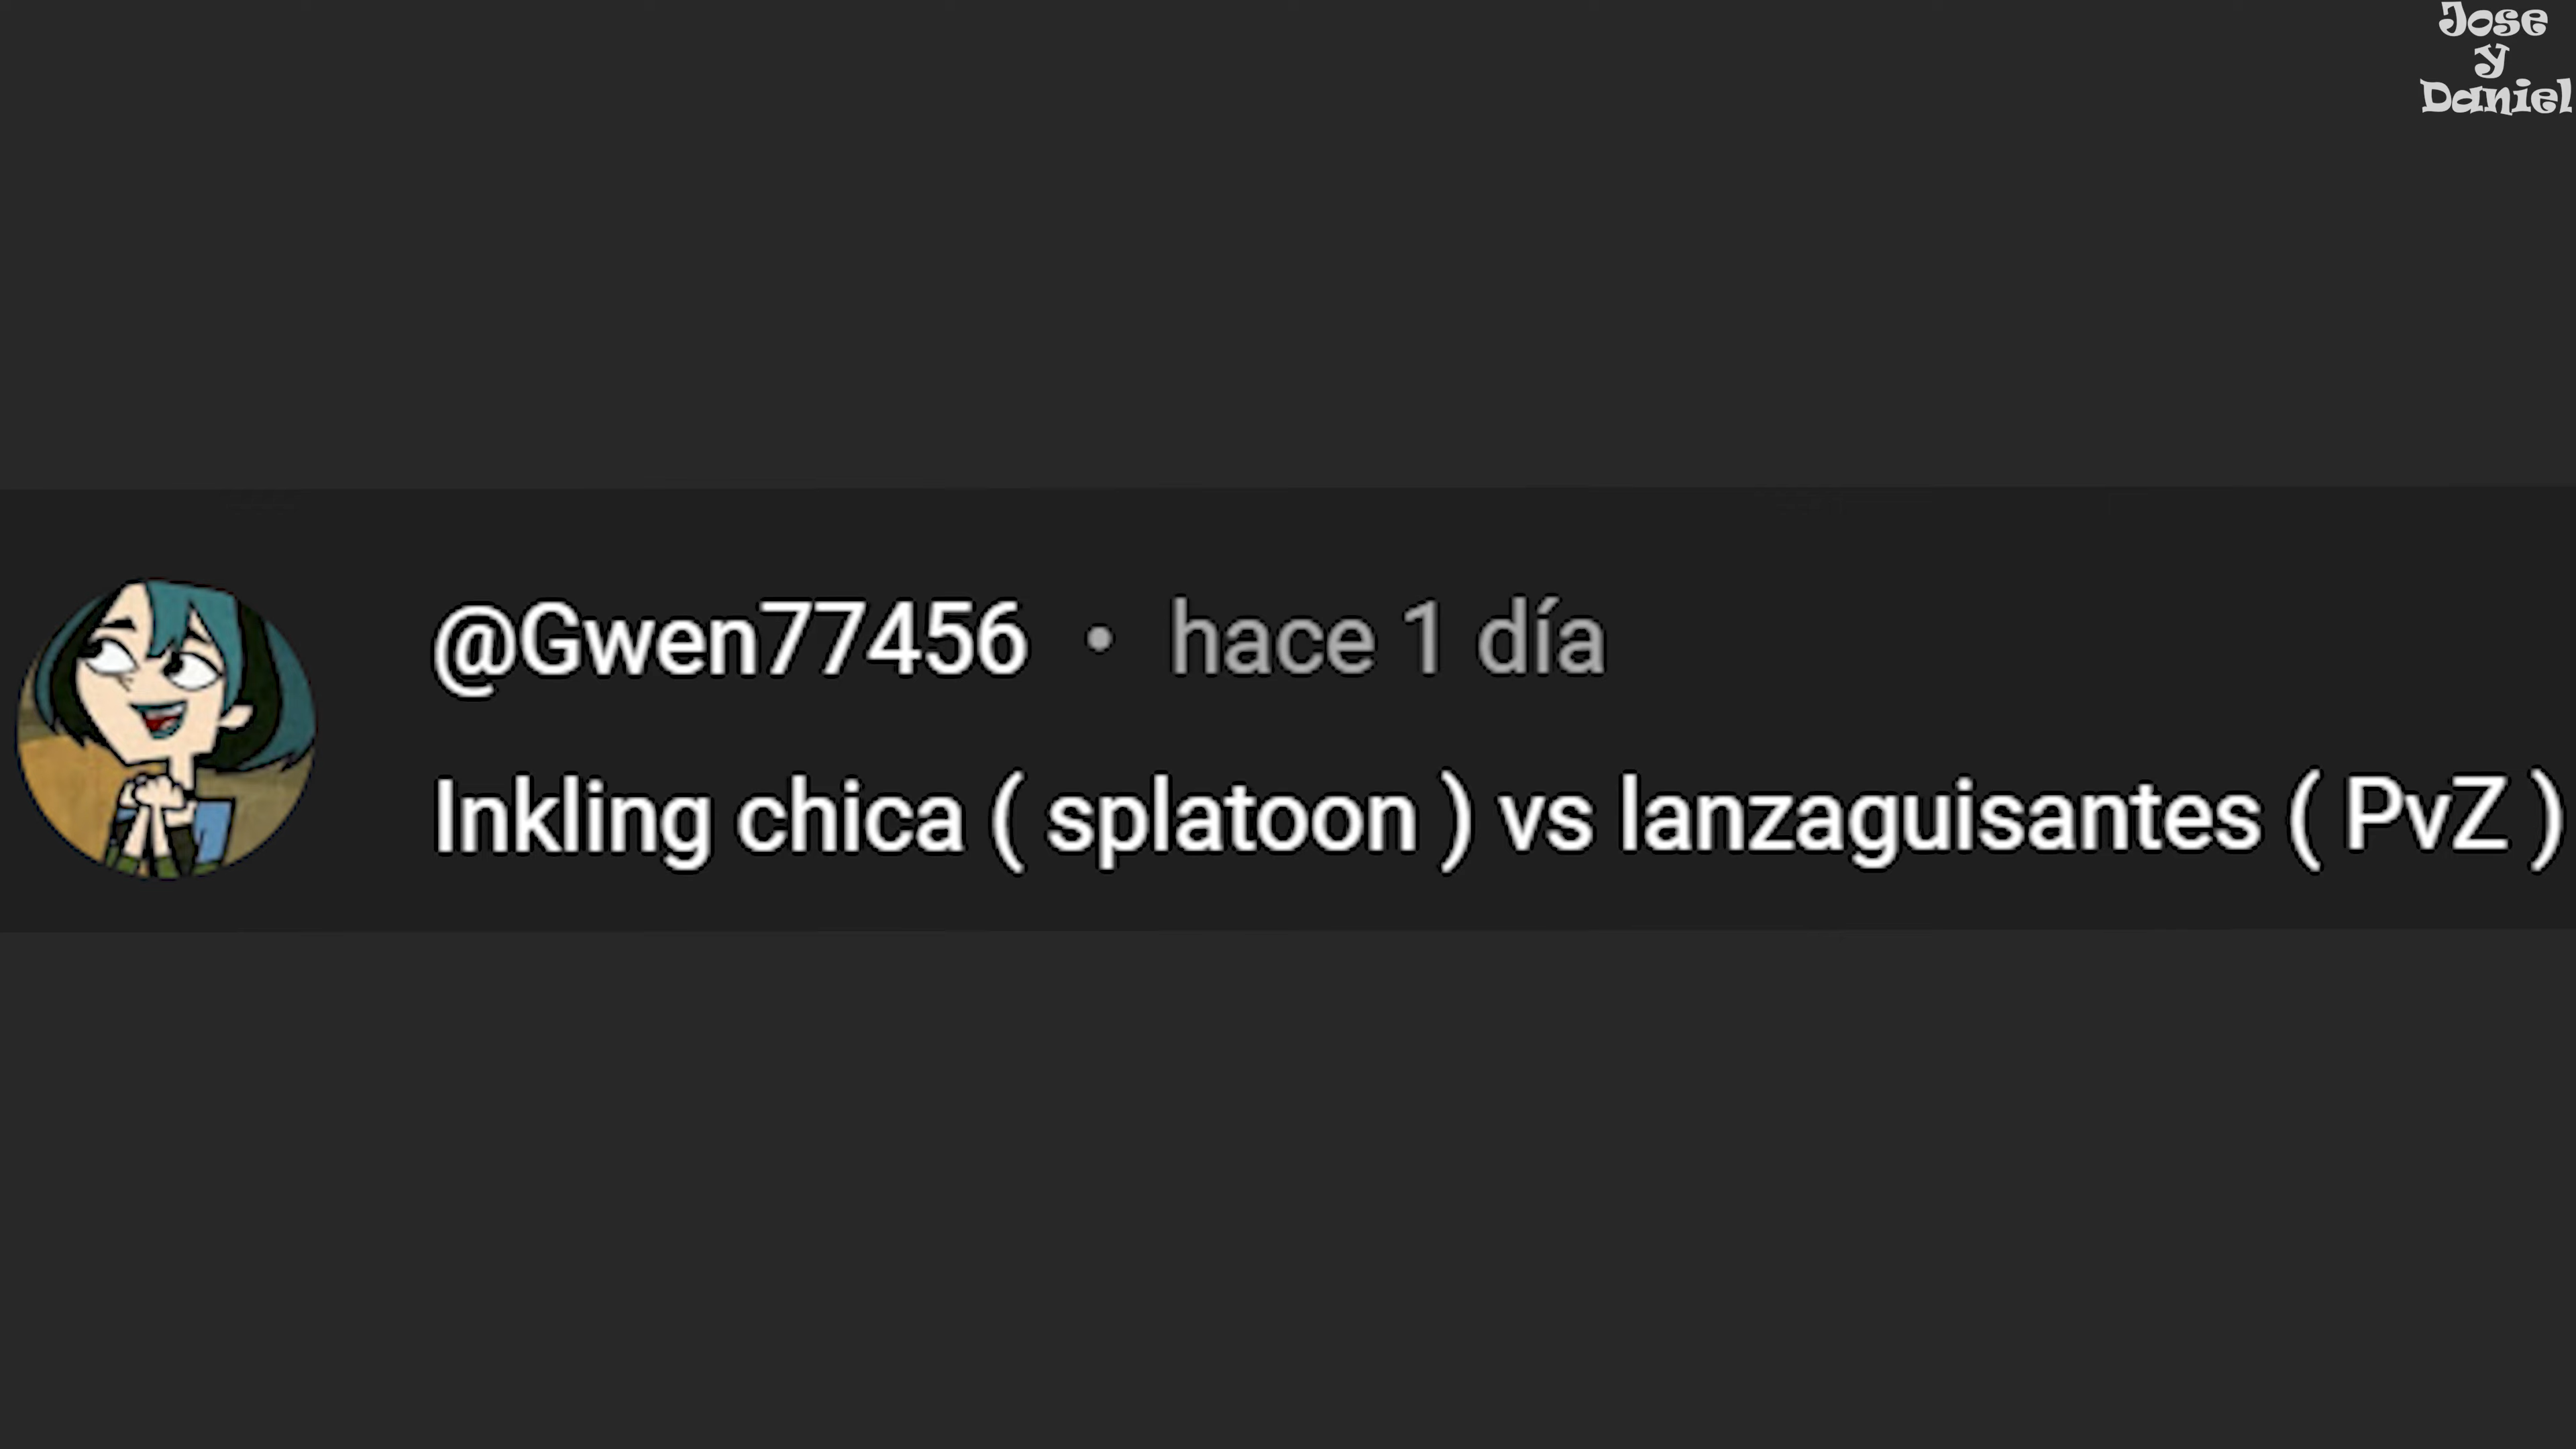 Jose
y
Daniel
@Gwen77456 • hace 1 día
Inkling chica ( splatoon ) vs lanzaguisantes ( PvZ )